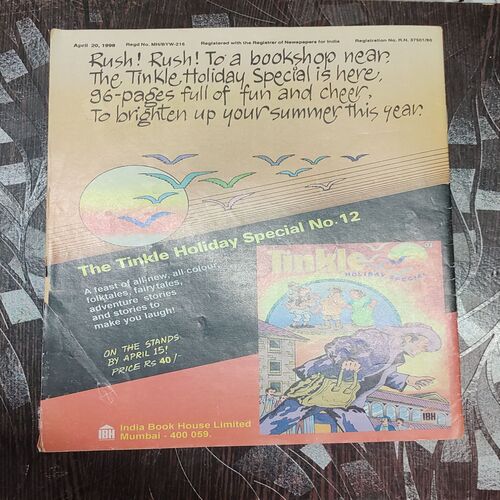 April 20, 1998 Regd No. MH/BYW-216 Registered with the Registrar of Newspapers for India Registration No. R.N. 37501/80
Rush! Rush! To a bookshop near.
The Tinkle Holiday Special is here,
96-pages full of fun and cheer,
To brighten up your summer this year.
The Tinkle Holiday Special No. 12
A feast of all-new, all-colour,
folktales, fairytales,
adventure stories
and stories to
make you laugh!
ON THE STANDS
BY APRIL 15!
PRICE RS 40/-
Tinkle
HOLIDAY SPECIAL
IBH
IBH
India Book House Limited
Mumbai - 400 059.